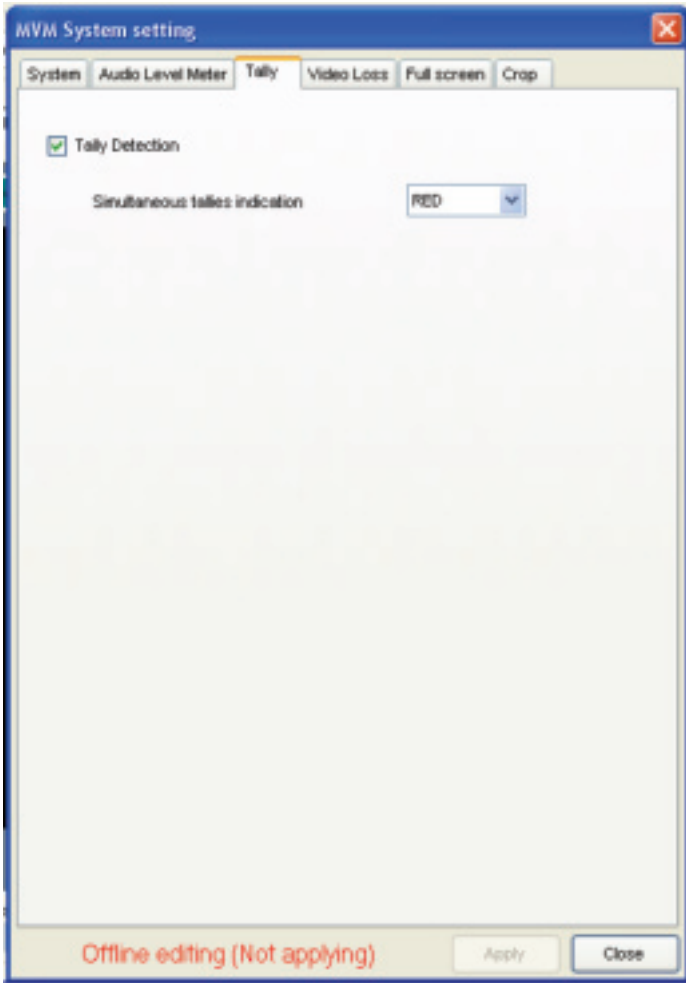 MVM System setting
System Audio Level Meter Tally Video Loss Full screen Crop
Tally Detection
Simultaneous tallies indication RED
Offline editing (Not applying) Apply Close